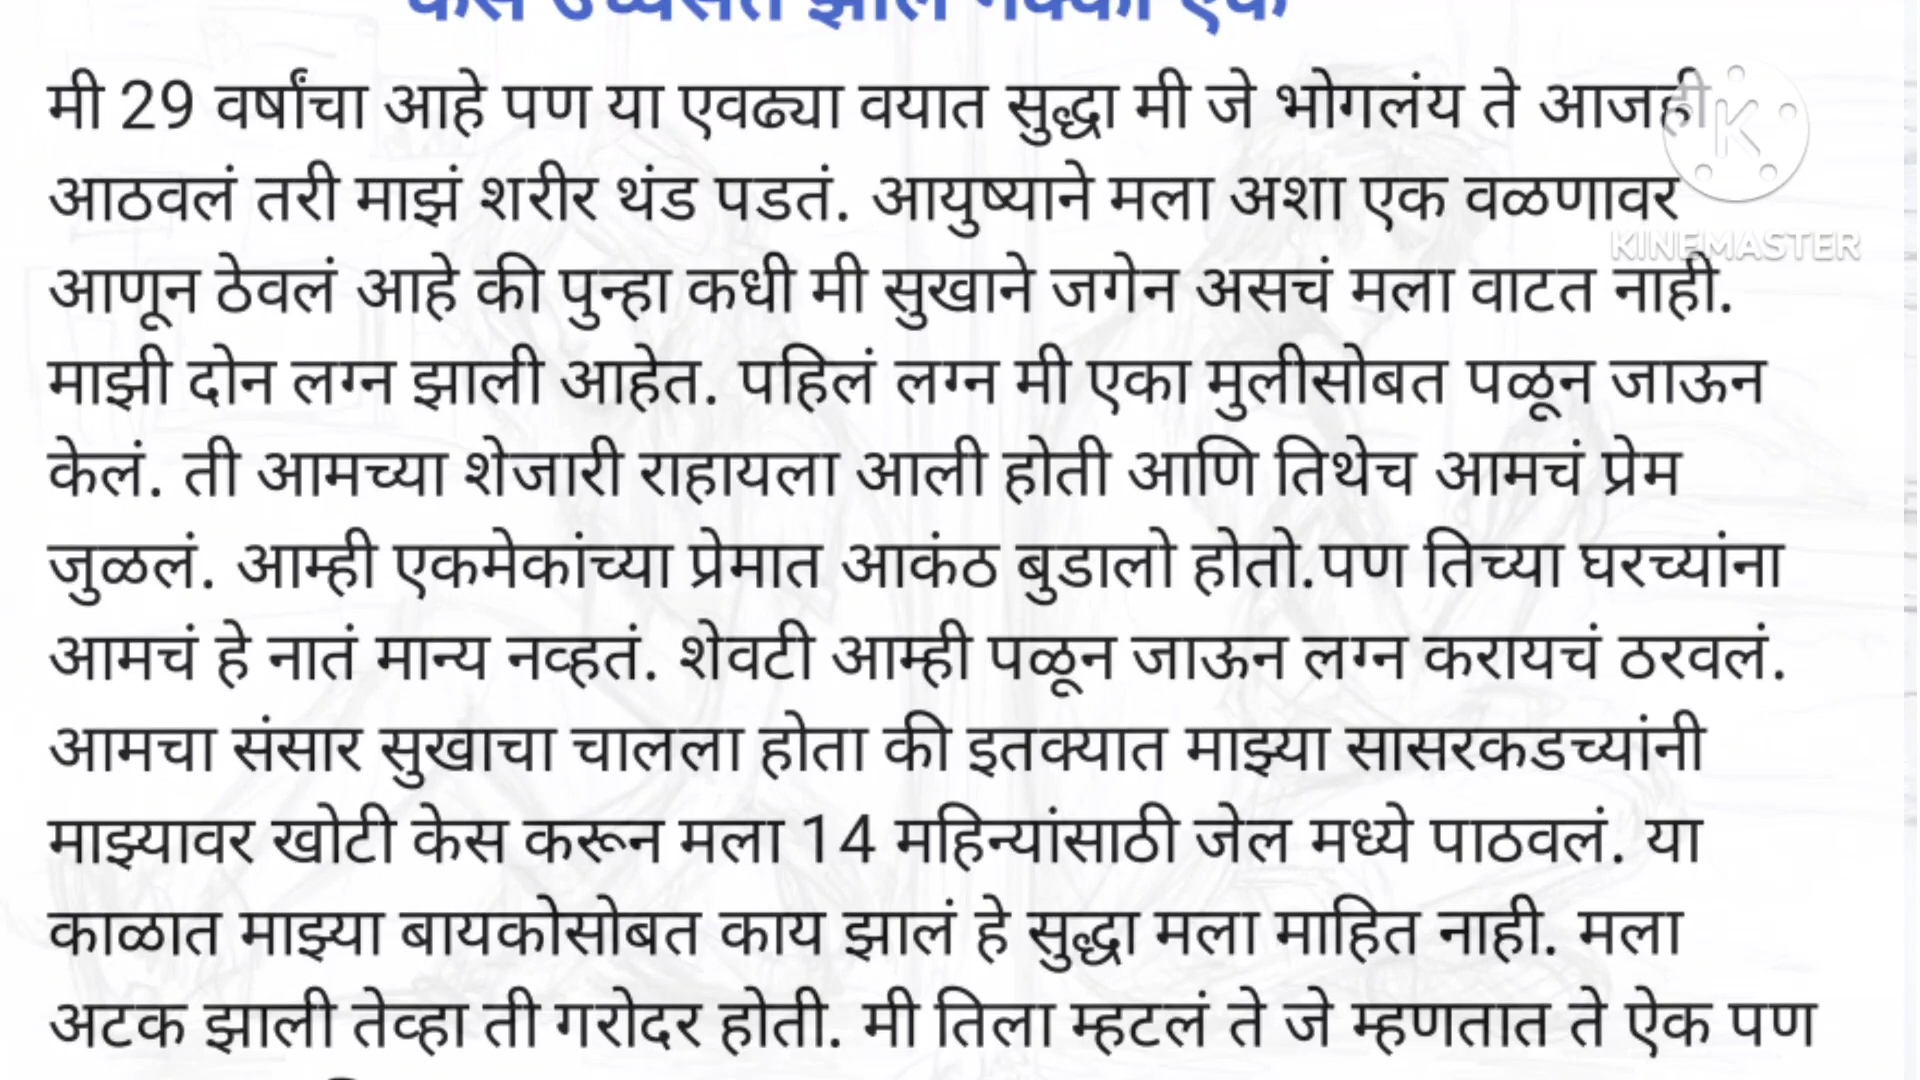 मी 29 वर्षांचा आहे पण या एवढ्या वयात सुद्धा मी जे भोगलंय ते आजही
आठवलं तरी माझं शरीर थंड पडतं. आयुष्याने मला अशा एक वळणावर
आणून ठेवलं आहे की पुन्हा कधी मी सुखाने जगेन असचं मला वाटत नाही.
माझी दोन लग्न झाली आहेत. पहिलं लग्न मी एका मुलीसोबत पळून जाऊन
केलं. ती आमच्या शेजारी राहायला आली होती आणि तिथेच आमचं प्रेम
जुळलं. आम्ही एकमेकांच्या प्रेमात आकंठ बुडालो होतो.पण तिच्या घरच्यांना
आमचं हे नातं मान्य नव्हतं. शेवटी आम्ही पळून जाऊन लग्न करायचं ठरवलं.
आमचा संसार सुखाचा चालला होता की इतक्यात माझ्या सासरकडच्यांनी
माझ्यावर खोटी केस करून मला 14 महिन्यांसाठी जेल मध्ये पाठवलं. या
काळात माझ्या बायकोसोबत काय झालं हे सुद्धा मला माहित नाही. मला
अटक झाली तेव्हा ती गरोदर होती. मी तिला म्हटलं ते जे म्हणतात ते ऐक पण
KINEMASTER